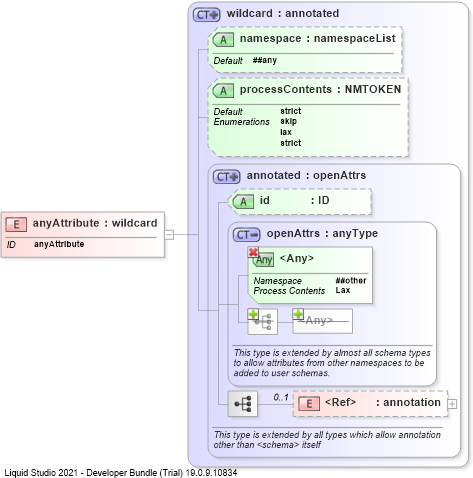 CT wildcard : annotated
A namespace : namespaceList
Default ##any
A processContents : NMTOKEN
Default strict
Enumerations skip
lax
strict
CT annotated : openAttrs
A id : ID
E anyAttribute : wildcard
ID anyAttribute
CT openAttrs : anyType
Any <Any>
Namespace ##other
Process Contents Lax
<Any>
This type is extended by almost all schema types
to allow attributes from other namespaces to be
added to user schemas.
0..1
E <Ref> : annotation
This type is extended by all types which allow annotation
other than <schema> itself
Liquid Studio 2021 - Developer Bundle (Trial) 19.0.9.10834